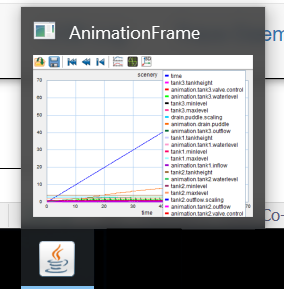 AnimationFrame
em
scenery
70
60
50
40
30
20
10
0
0
10
20
30
40
70
time
time
tank3.tankheight
animation.tank3.valve.control
animation.tank3.waterlevel
tank3.minlevel
tank3.maxlevel
drain.puddle.scaling
animation.drain.puddle
animation.tank3.outflow
tank1.tankheight
animation.tank1.waterlevel
tank1.minlevel
tank1.maxlevel
animation.tank1.inflow
tank2.tankheight
animation.tank2.waterlevel
tank2.minlevel
tank2.maxlevel
tank2.outflow.scaling
animation.tank2.outflow
animation.tank2.valve.control
Co-